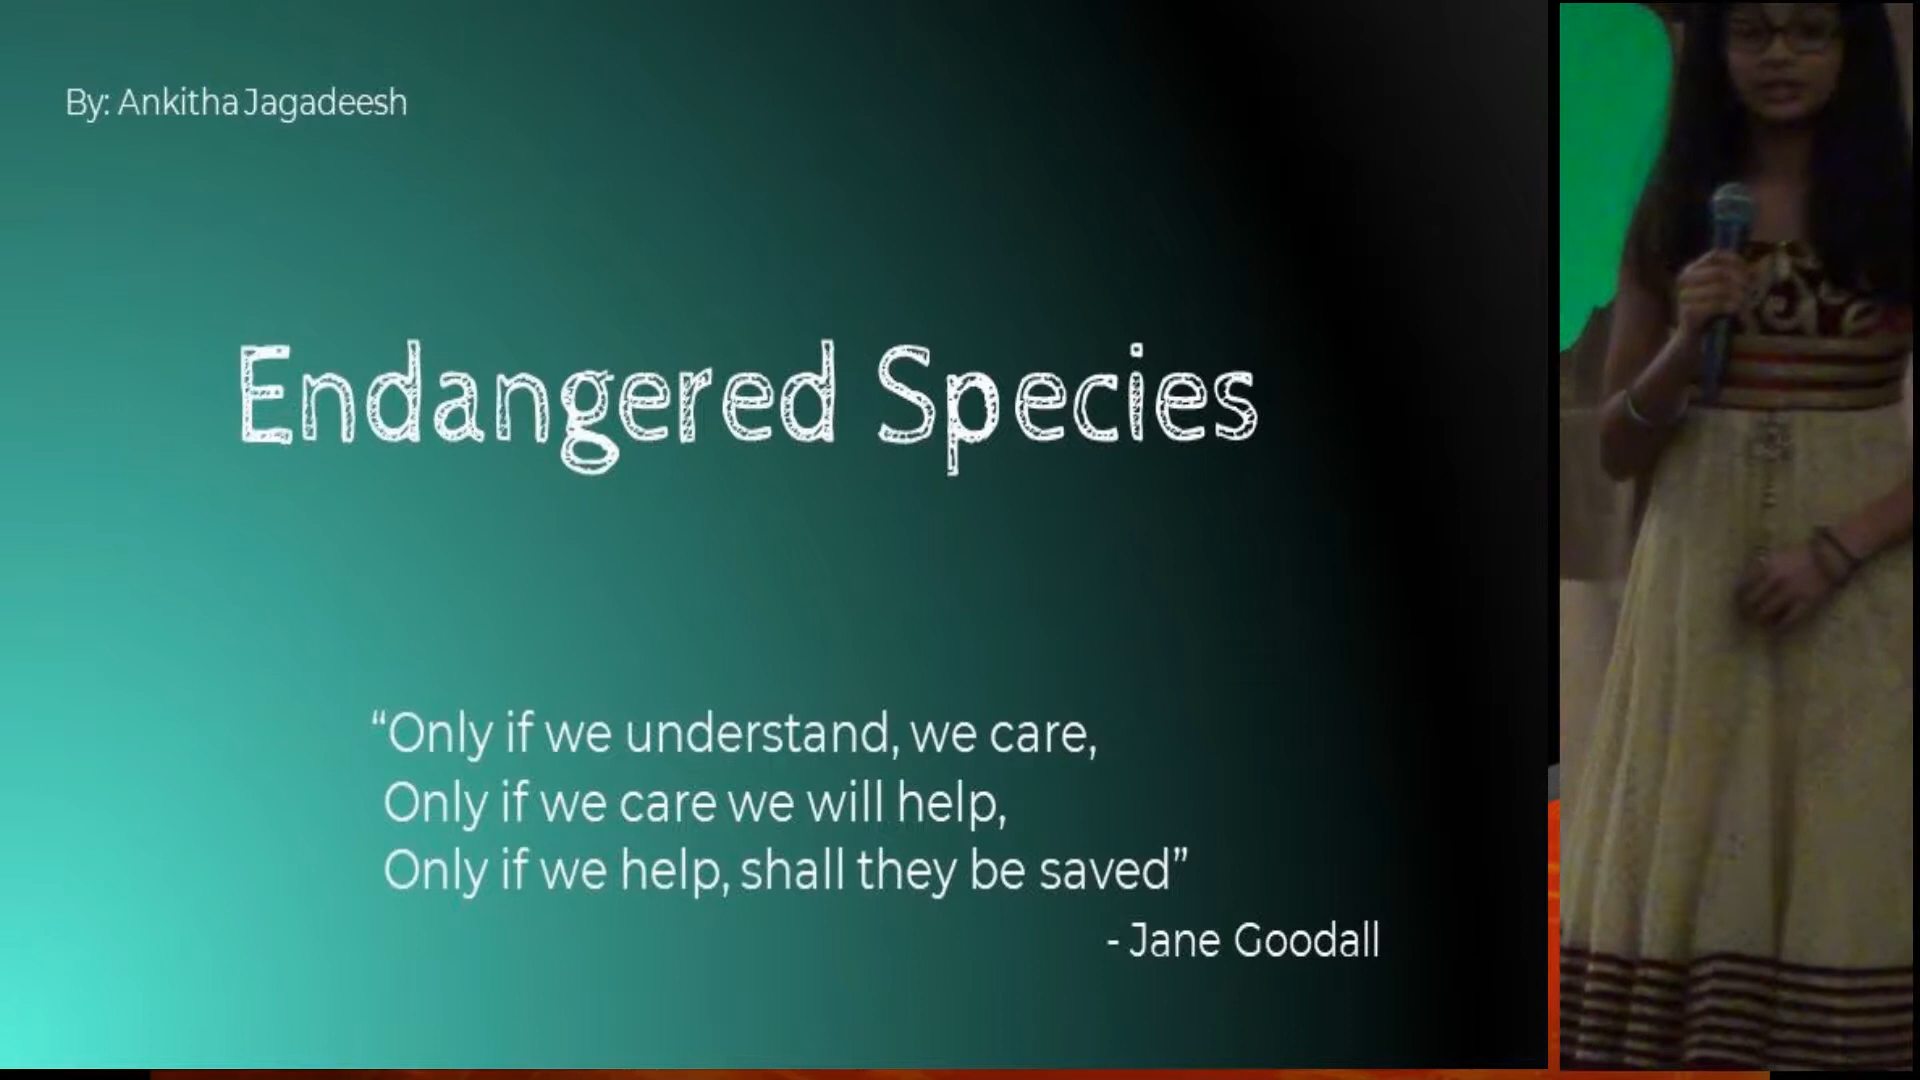 By: Ankitha Jagadeesh
Endangered Species
“Only if we understand, we care,
Only if we care we will help,
Only if we help, shall they be saved”
- Jane Goodall